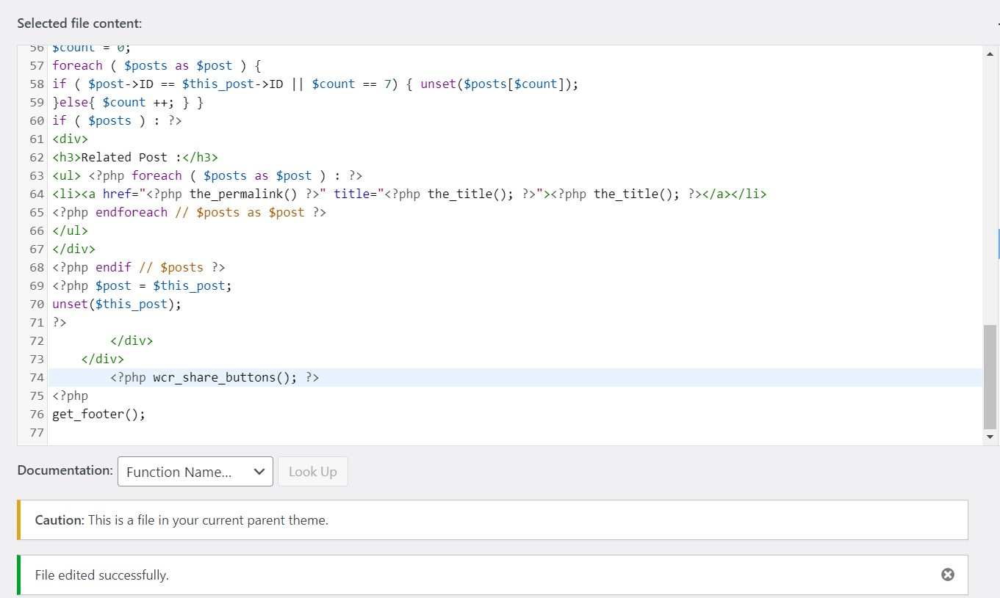 Selected file content:
56 $count = 0;
57 foreach ( $posts as $post ) {
58 if ( $post->ID == $this_post->ID || $count == 7) { unset($posts[$count]);
59 }else{ $count ++; } }
60 if ( $posts ) : ?>
61 <div>
62 <h3>Related Post :</h3>
63 <ul> <?php foreach ( $posts as $post ) : ?>
64 <li><a href="<?php the_permalink() ?>" title="<?php the_title(); ?>"><?php the_title(); ?></a></li>
65 <?php endforeach // $posts as $post ?>
66 </ul>
67 </div>
68 <?php endif // $posts ?>
69 <?php $post = $this_post;
70 unset($this_post);
71 ?>
72         </div>
73     </div>
74         <?php wcr_share_buttons(); ?>
75 <?php
76 get_footer();
77
Documentation: Function Name... Look Up
Caution: This is a file in your current parent theme.
File edited successfully.